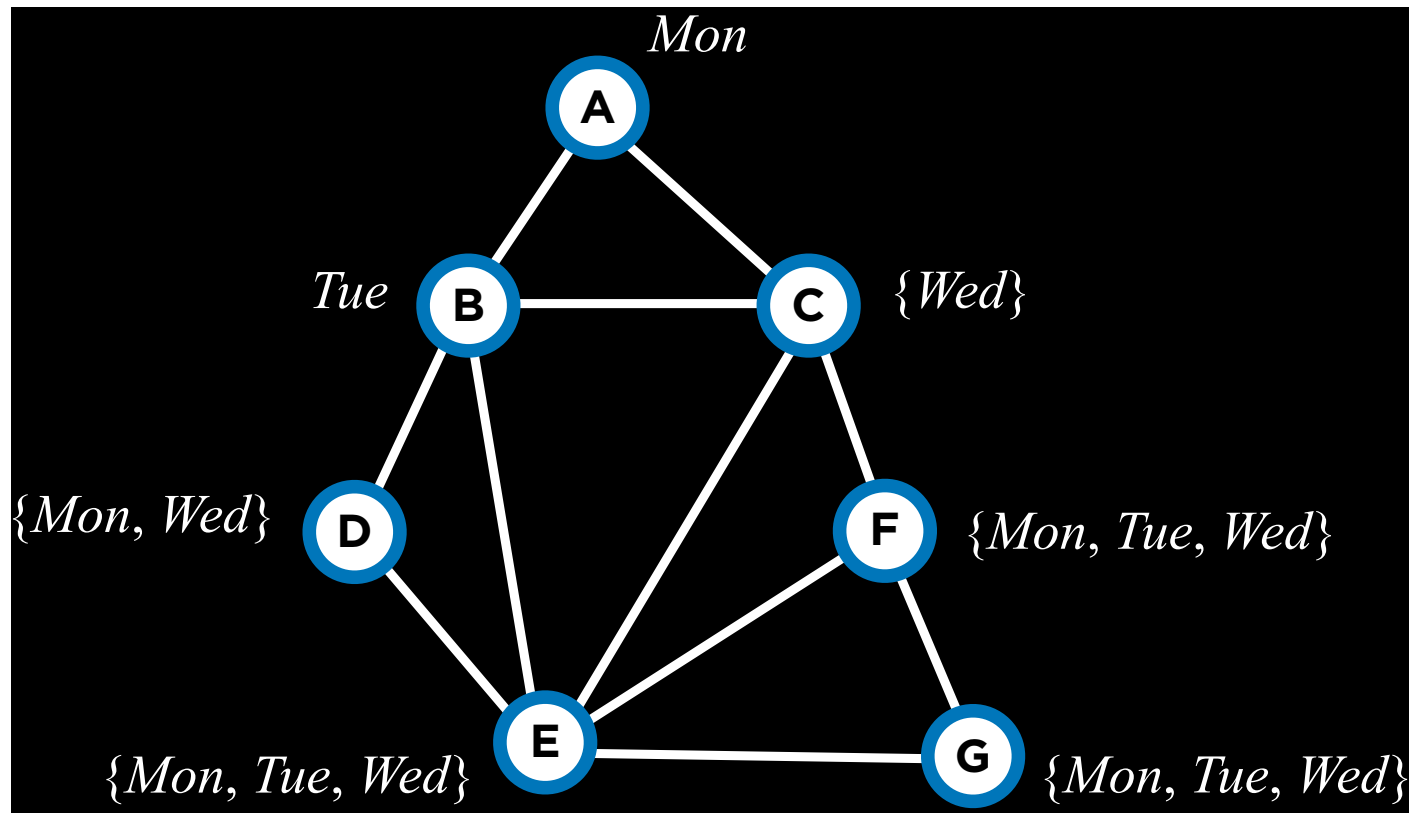 Mon
A
Tue
B
C
{Wed}
{Mon, Wed}
D
F
{Mon, Tue, Wed}
E
{Mon, Tue, Wed}
G
{Mon, Tue, Wed}